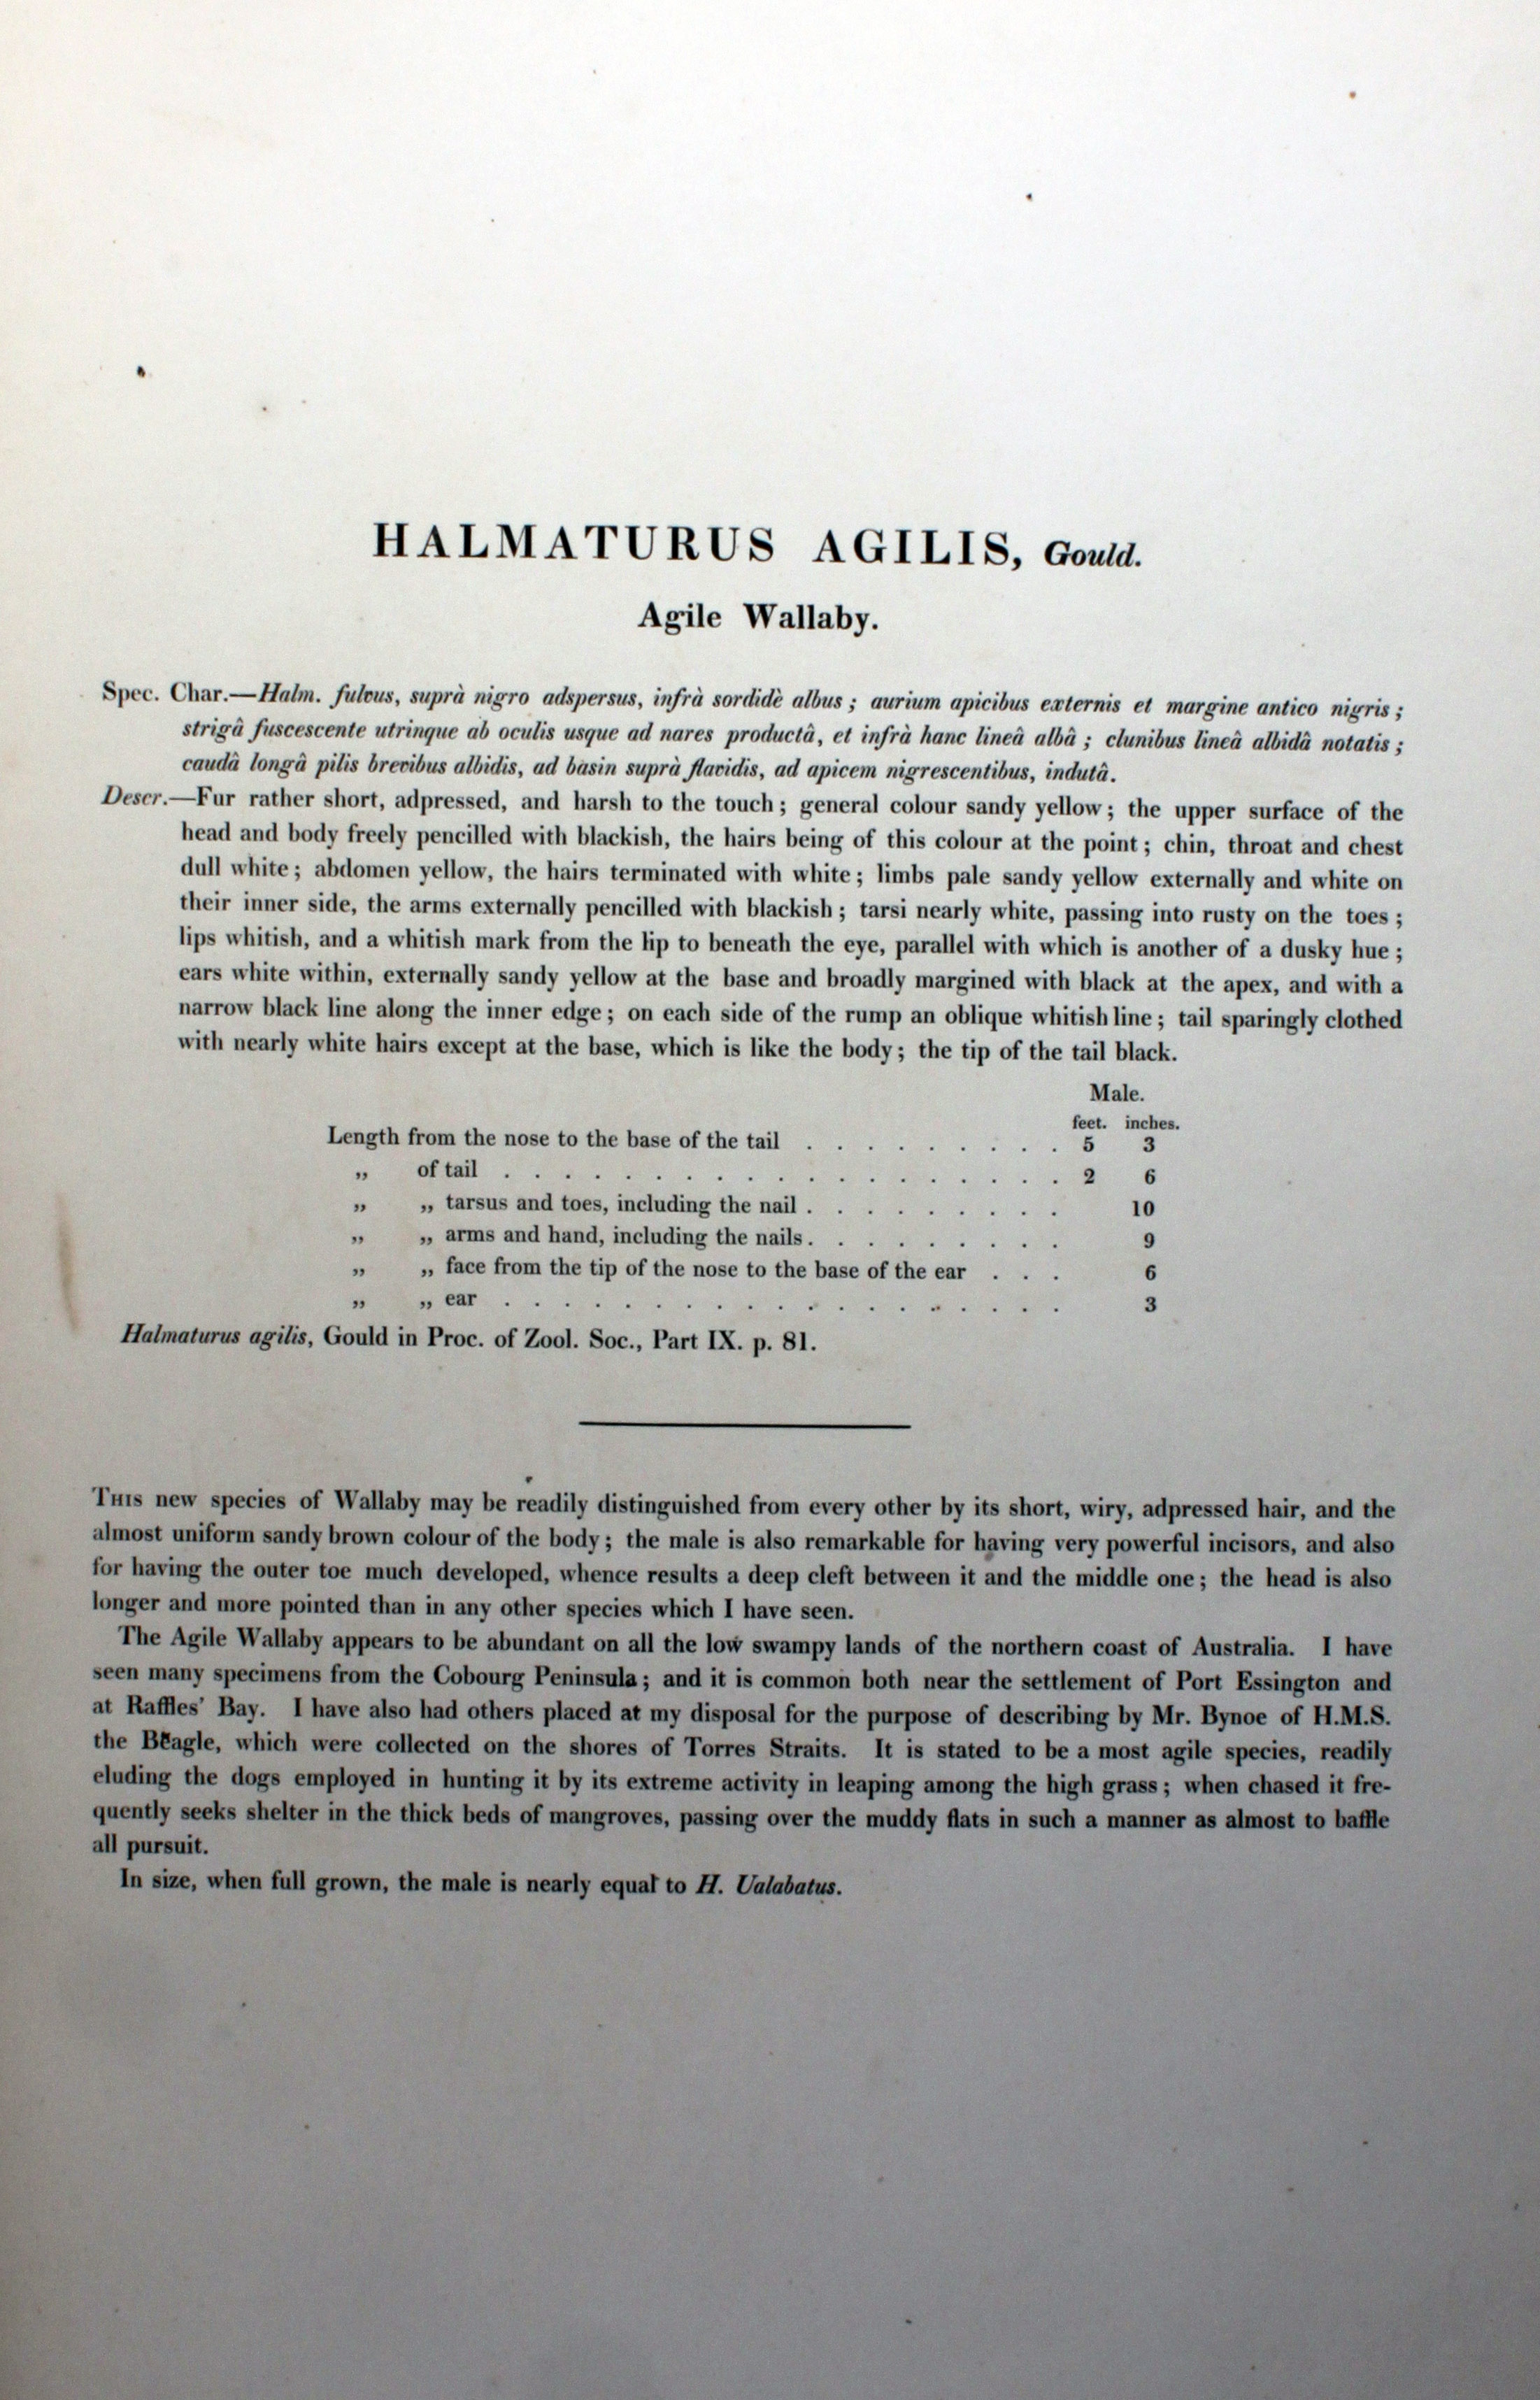 HALMATURUS AGILIS, Gould.
Agile Wallaby.
Spec. Char.—Halm. fulvus, suprà nigro adspersus, infrà sordidè albus; aurium apicibus externis et margine antico nigris;
strigâ fuscescente utrinque ab oculis usque ad nares productâ, et infrà hanc lineâ albâ; clunibus lineâ albidâ notatis;
caudâ longâ pilis brevibus albidis, ad basin suprà flavidis, ad apicem nigrescentibus, indutâ.
Descr.—Fur rather short, adpressed, and harsh to the touch; general colour sandy yellow; the upper surface of the
head and body freely pencilled with blackish, the hairs being of this colour at the point; chin, throat and chest
dull white; abdomen yellow, the hairs terminated with white; limbs pale sandy yellow externally and white on
their inner side, the arms externally pencilled with blackish; tarsi nearly white, passing into rusty on the toes;
lips whitish, and a whitish mark from the lip to beneath the eye, parallel with which is another of a dusky hue;
ears white within, externally sandy yellow at the base and broadly margined with black at the apex, and with a
narrow black line along the inner edge; on each side of the rump an oblique whitish line; tail sparingly clothed
with nearly white hairs except at the base, which is like the body; the tip of the tail black.
Male.
feet. inches.
Length from the nose to the base of the tail . . . . . . . . . 5 3
„ of tail . . . . . . . . . . . . . . . . . . . 2 6
„ „ tarsus and toes, including the nail . . . . . . . . . 10
„ „ arms and hand, including the nails . . . . . . . . . 9
„ „ face from the tip of the nose to the base of the ear . . . 6
„ „ ear . . . . . . . . . . . . . . . . . . . 3
Halmaturus agilis, Gould in Proc. of Zool. Soc., Part IX. p. 81.
This new species of Wallaby may be readily distinguished from every other by its short, wiry, adpressed hair, and the
almost uniform sandy brown colour of the body; the male is also remarkable for having very powerful incisors, and also
for having the outer toe much developed, whence results a deep cleft between it and the middle one; the head is also
longer and more pointed than in any other species which I have seen.
The Agile Wallaby appears to be abundant on all the low swampy lands of the northern coast of Australia. I have
seen many specimens from the Cobourg Peninsula; and it is common both near the settlement of Port Essington and
at Raffles' Bay. I have also had others placed at my disposal for the purpose of describing by Mr. Bynoe of H.M.S.
the Beagle, which were collected on the shores of Torres Straits. It is stated to be a most agile species, readily
eluding the dogs employed in hunting it by its extreme activity in leaping among the high grass; when chased it fre-
quently seeks shelter in the thick beds of mangroves, passing over the muddy flats in such a manner as almost to baffle
all pursuit.
In size, when full grown, the male is nearly equal to H. Ualabatus.